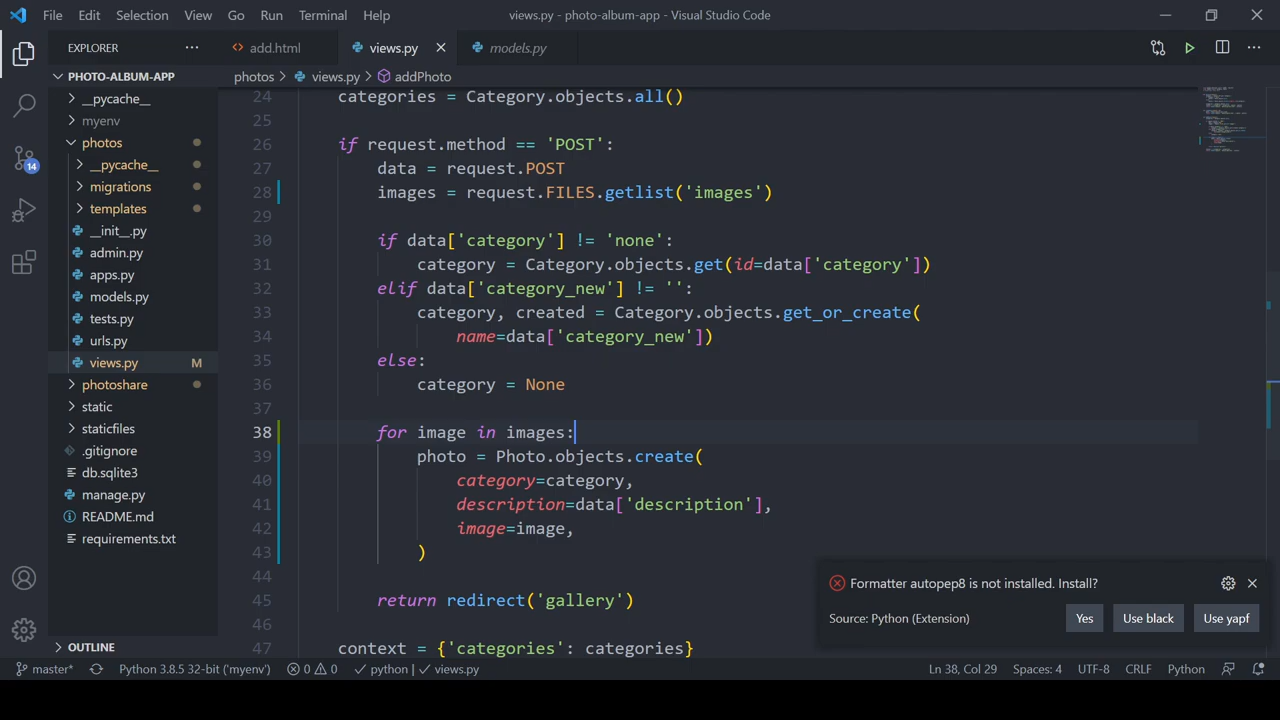 File Edit Selection View Go Run Terminal Help views.py - photo-album-app - Visual Studio Code
EXPLORER ··· add.html views.py models.py
PHOTO-ALBUM-APP
photos > views.py > addPhoto
__pycache__
myenv
photos
__pycache__
migrations
templates
__init__.py
admin.py
apps.py
models.py
tests.py
urls.py
views.py M
photoshare
static
staticfiles
.gitignore
db.sqlite3
manage.py
README.md
requirements.txt
OUTLINE
14
24 categories = Category.objects.all()
25
26 if request.method == 'POST':
27 data = request.POST
28 images = request.FILES.getlist('images')
29
30 if data['category'] != 'none':
31 category = Category.objects.get(id=data['category'])
32 elif data['category_new'] != '':
33 category, created = Category.objects.get_or_create(
34 name=data['category_new'])
35 else:
36 category = None
37
38 for image in images:
39 photo = Photo.objects.create(
40 category=category,
41 description=data['description'],
42 image=image,
43 )
44
45 return redirect('gallery')
46
47 context = {'categories': categories}
Formatter autopep8 is not installed. Install?
Source: Python (Extension) Yes Use black Use yapf
master* Python 3.8.5 32-bit ('myenv') 0 0 python | views.py Ln 38, Col 29 Spaces: 4 UTF-8 CRLF Python